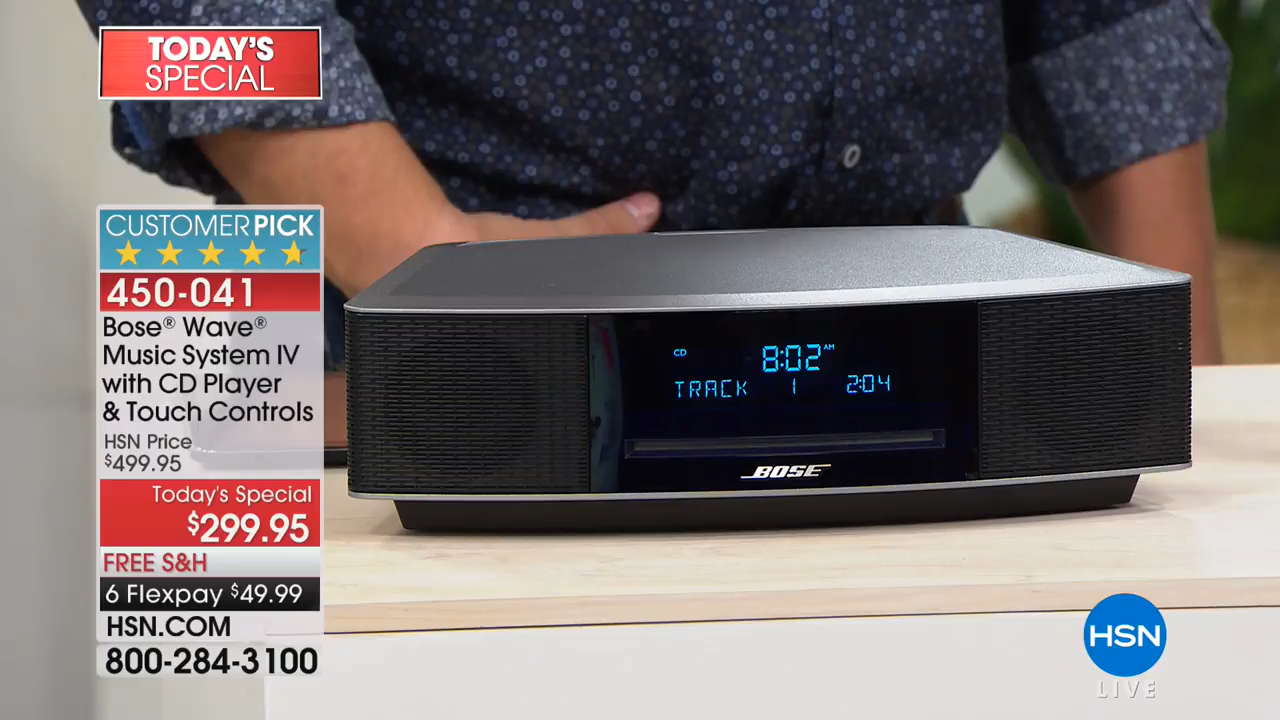 TODAY'S
SPECIAL
CUSTOMER PICK
450-041
Bose® Wave®
Music System IV
with CD Player
& Touch Controls
HSN Price
$499.95
Today's Special
$299.95
FREE S&H
6 Flexpay $49.99
HSN.COM
800-284-3100
CD 8:02 AM
TRACK 1 2:04
BOSE
HSN
LIVE